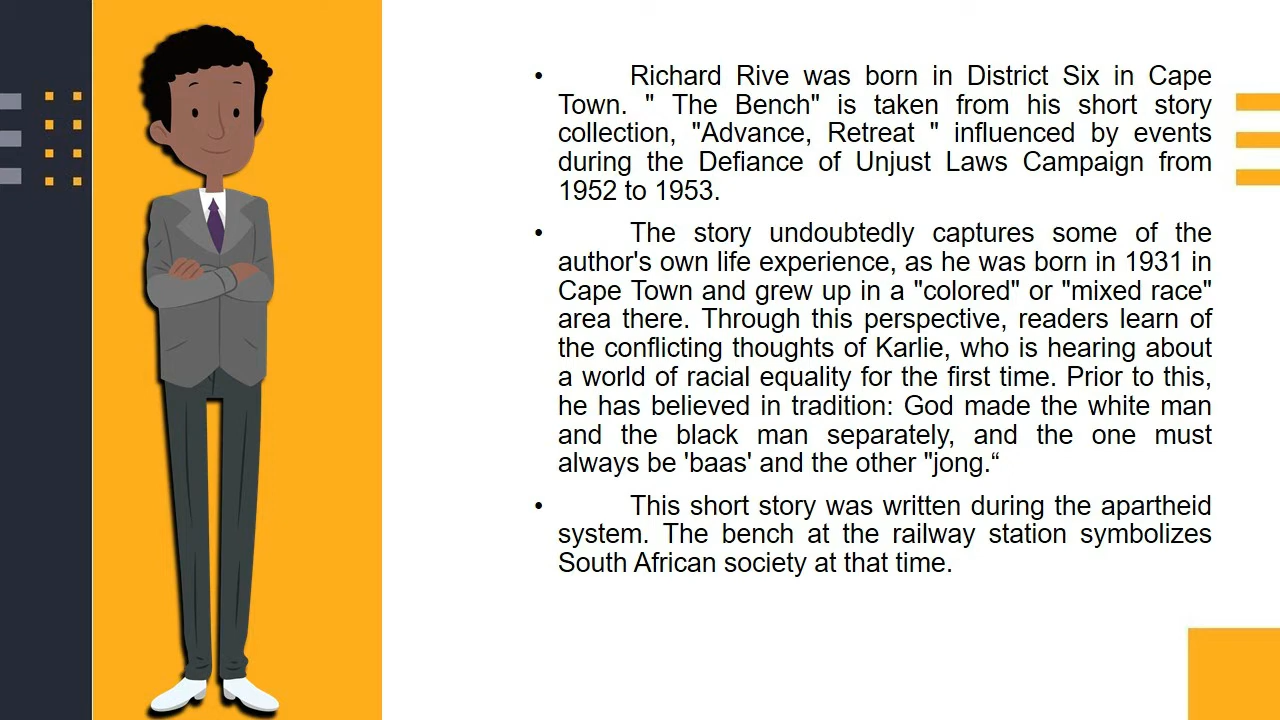 • Richard Rive was born in District Six in Cape
Town. " The Bench" is taken from his short story
collection, "Advance, Retreat " influenced by events
during the Defiance of Unjust Laws Campaign from
1952 to 1953.
• The story undoubtedly captures some of the
author's own life experience, as he was born in 1931 in
Cape Town and grew up in a "colored" or "mixed race"
area there. Through this perspective, readers learn of
the conflicting thoughts of Karlie, who is hearing about
a world of racial equality for the first time. Prior to this,
he has believed in tradition: God made the white man
and the black man separately, and the one must
always be 'baas' and the other "jong.“
• This short story was written during the apartheid
system. The bench at the railway station symbolizes
South African society at that time.